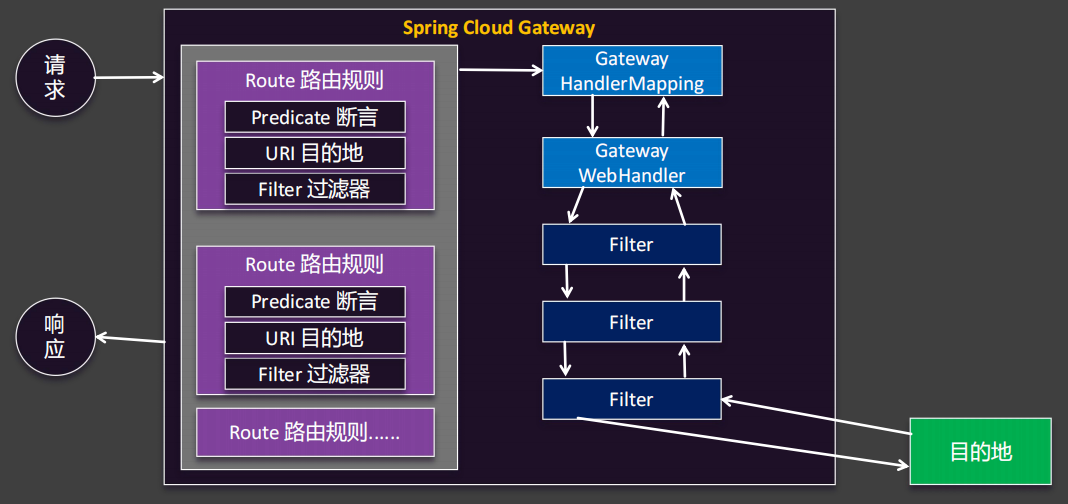 Spring Cloud Gateway
请
求
Route 路由规则
Predicate 断言
URI 目的地
Filter 过滤器
Route 路由规则
Predicate 断言
URI 目的地
Filter 过滤器
Route 路由规则......
响
应
Gateway
HandlerMapping
Gateway
WebHandler
Filter
Filter
Filter
目的地